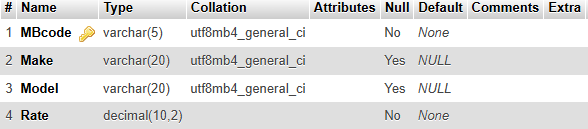 # Name Type Collation Attributes Null Default Comments Extra
1 MBcode varchar(5) utf8mb4_general_ci No None
2 Make varchar(20) utf8mb4_general_ci Yes NULL
3 Model varchar(20) utf8mb4_general_ci Yes NULL
4 Rate decimal(10,2) No None